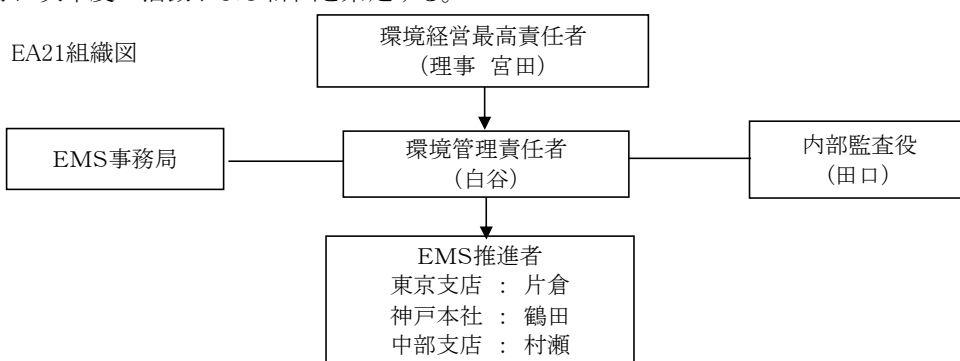 EA21組織図
環境経営最高責任者
（理事 宮田）
EMS事務局
環境管理責任者
（白谷）
内部監査役
（田口）
EMS推進者
東京支店 ： 片倉
神戸本社 ： 鶴田
中部支店 ： 村瀬